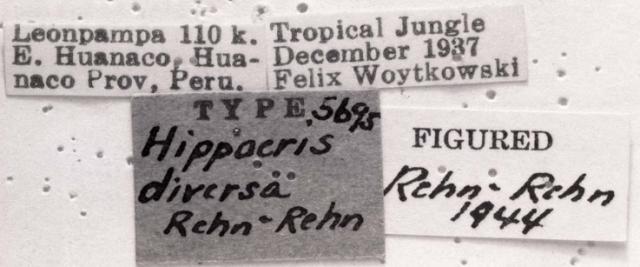 Leonpampa 110 k.
E. Huanaco, Hua-
naco Prov, Peru.
Tropical Jungle
December 1937
Felix Woytkowski
TYPE
Hippacris
diversa
Rehn-Rehn
FIGURED
Rehn-Rehn
1944